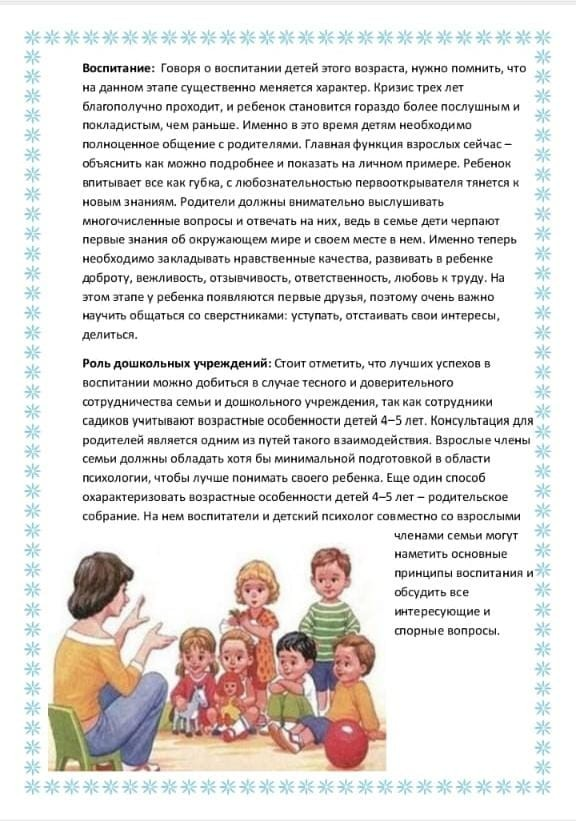 Воспитание: Говоря о воспитании детей этого возраста, нужно помнить, что
на данном этапе существенно меняется характер. Кризис трех лет
благополучно проходит, и ребенок становится гораздо более послушным и
покладистым, чем раньше. Именно в это время детям необходимо
полноценное общение с родителями. Главная функция взрослых сейчас –
объяснить как можно подробнее и показать на личном примере. Ребенок
впитывает все как губка, с любознательностью первооткрывателя тянется к
новым знаниям. Родители должны внимательно выслушивать
многочисленные вопросы и отвечать на них, ведь в семье дети черпают
первые знания об окружающем мире и своем месте в нем. Именно теперь
необходимо закладывать нравственные качества, развивать в ребенке
доброту, вежливость, отзывчивость, ответственность, любовь к труду. На
этом этапе у ребенка появляются первые друзья, поэтому очень важно
научить общаться со сверстниками: уступать, отстаивать свои интересы,
делиться.
Роль дошкольных учреждений: Стоит отметить, что лучших успехов в
воспитании можно добиться в случае тесного и доверительного
сотрудничества семьи и дошкольного учреждения, так как сотрудники
садиков учитывают возрастные особенности детей 4–5 лет. Консультация для
родителей является одним из путей такого взаимодействия. Взрослые члены
семьи должны обладать хотя бы минимальной подготовкой в области
психологии, чтобы лучше понимать своего ребенка. Еще один способ
охарактеризовать возрастные особенности детей 4–5 лет – родительское
собрание. На нем воспитатели и детский психолог совместно со взрослыми
членами семьи могут
наметить основные
принципы воспитания и
обсудить все
интересующие и
спорные вопросы.